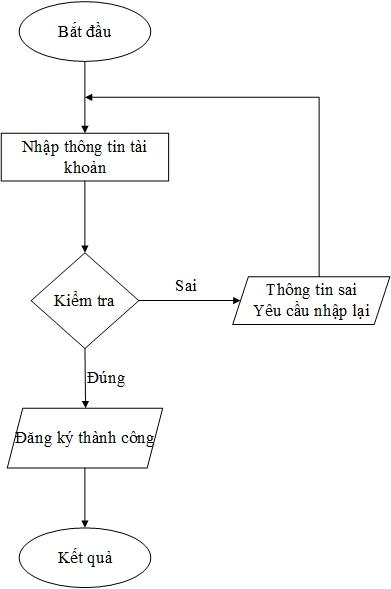 Bắt đầu
Nhập thông tin tài
khoản
Kiểm tra
Sai
Thông tin sai
Yêu cầu nhập lại
Đúng
Đăng ký thành công
Kết quả